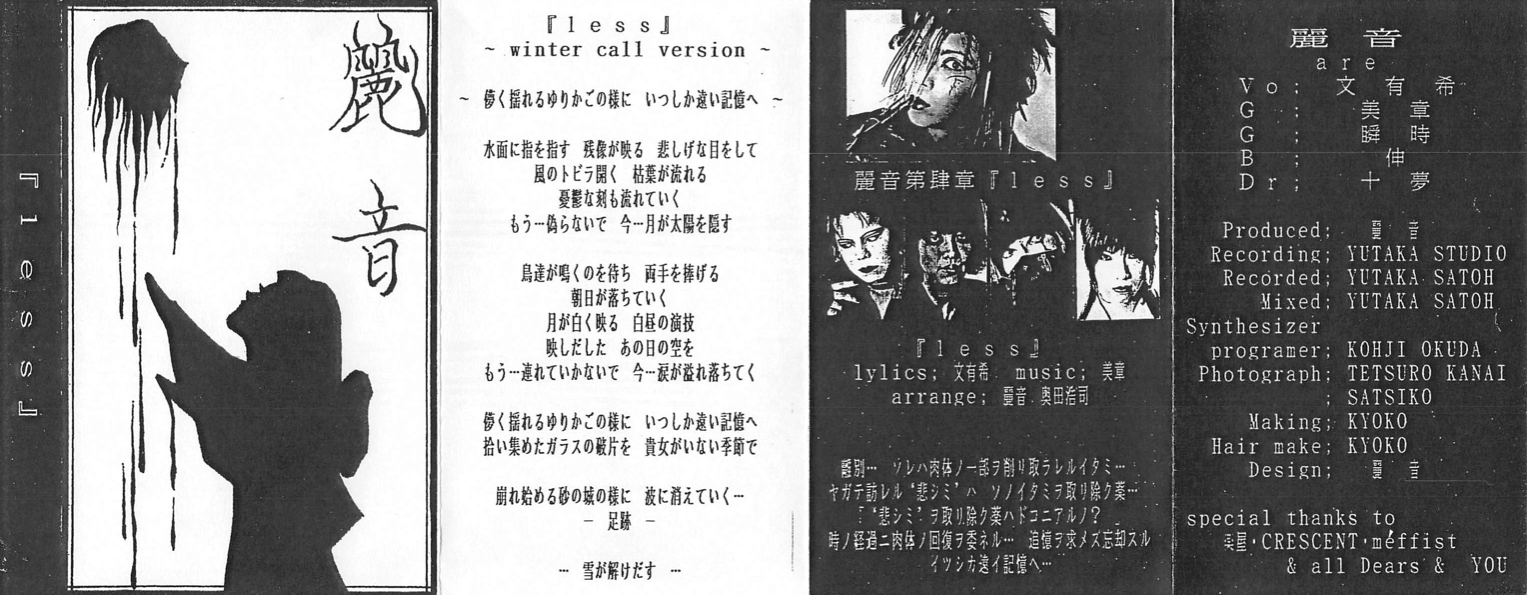 『ｌｅｓｓ』
麗音
『ｌｅｓｓ』
～ winter call version ～
～ 儚く揺れるゆりかごの様に　いつしか遠い記憶へ ～
水面に指を指す　残像が映る　悲しげな目をして
風のトビラ開く　枯葉が流れる
憂鬱な刻も流れていく
もう…偽らないで　今…月が太陽を隠す
鳥達が鳴くのを待ち　両手を捧げる
朝日が落ちていく
月が白く映る　白昼の演技
映しだした　あの日の空を
もう…連れていかないで　今…涙が溢れ落ちてく
儚く揺れるゆりかごの様に　いつしか遠い記憶へ
拾い集めたガラスの破片を　貴女がいない季節で
崩れ始める砂の城の様に　波に消えていく…
― 足跡 ―
… 雪が解けだす …
麗音第肆章『ｌｅｓｓ』
『ｌｅｓｓ』
lylics; 文有希　music; 美章
arrange; 麗音 奥田浩司
離別…　ソレハ肉体ノ一部ヲ削リ取ラレルイタミ…
ヤガテ訪レル‘悲シミ’ハ　ソノイタミヲ取リ除ク薬…
「‘悲シミ’ヲ取リ除ク薬ハドコニアルノ？
時ノ経過ニ肉体ノ回復ヲ委ネル…　追憶ヲ求メズ忘却スル
イツシカ遠イ記憶へ…
麗　音
are
Vo；　文　有　希
G　；　美　章
G　；　瞬　時
B　；　伸
Dr；　十　夢
Produced; 麗　音
Recording; YUTAKA STUDIO
Recorded; YUTAKA SATOH
Mixed; YUTAKA SATOH
Synthesizer
programer; KOHJI OKUDA
Photograph; TETSURO KANAI
; SATSIKO
Making; KYOKO
Hair make; KYOKO
Design; 麗　音
special thanks to
楽屋・CRESCENT・meffist
& all Dears &　YOU